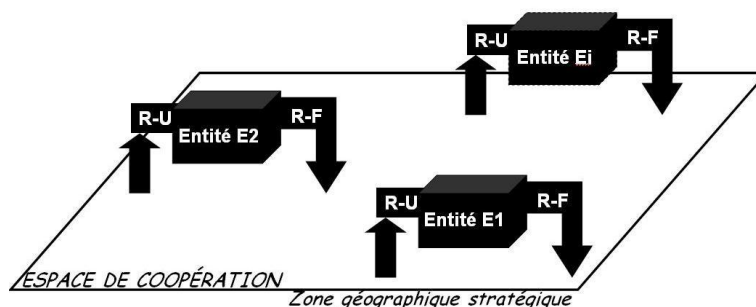 R-U
Entité Ei
R-F
R-U
Entité E2
R-F
R-U
Entité E1
R-F
ESPACE DE COOPÉRATION
Zone géographique stratégique